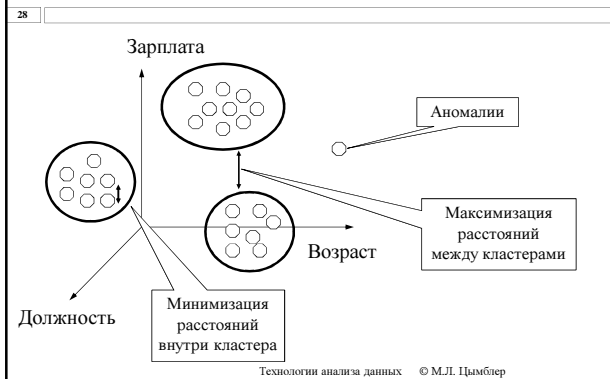 28
Зарплата
Аномалии
Максимизация
расстояний
между кластерами
Возраст
Должность
Минимизация
расстояний
внутри кластера
Технологии анализа данных © М.Л. Цымблер